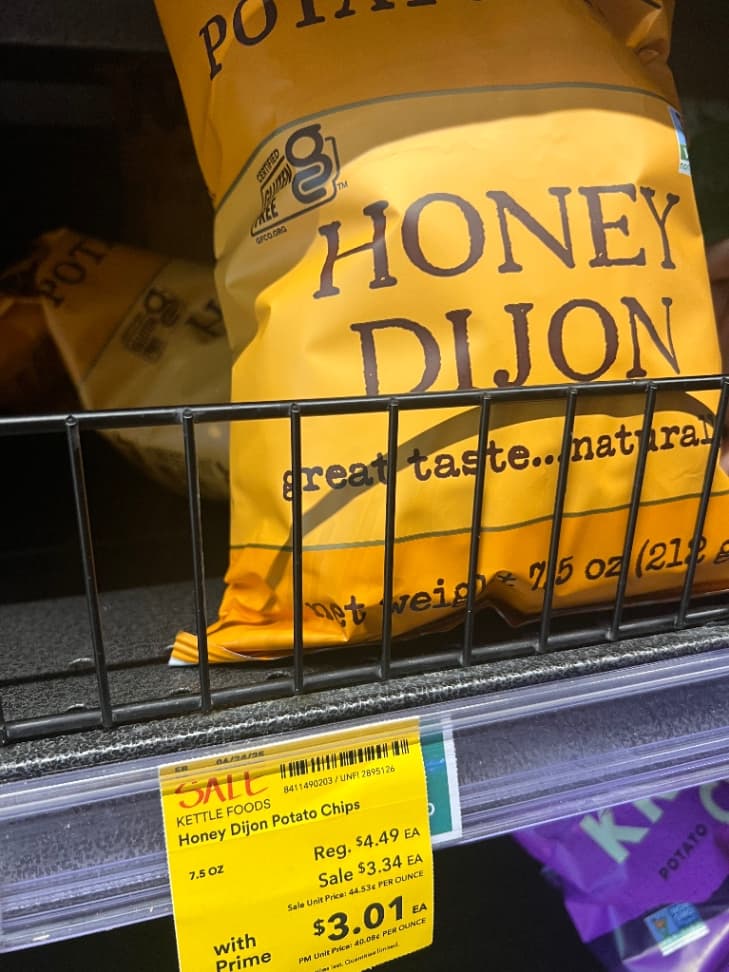 CERTIFIED
GLUTEN
FREE
g
TM
GFCO.ORG
HONEY
DIJON
great taste...natural
net weight 7.5 oz (212 g
POT
SALE
8411490203 / UNFI 2895126
KETTLE FOODS
Honey Dijon Potato Chips
7.5 OZ
Reg. $4.49 EA
Sale $3.34 EA
Sale Unit Price: 44.53¢ PER OUNCE
$3.01 EA
with
Prime
PM Unit Price: 40.08¢ PER OUNCE
POTATO